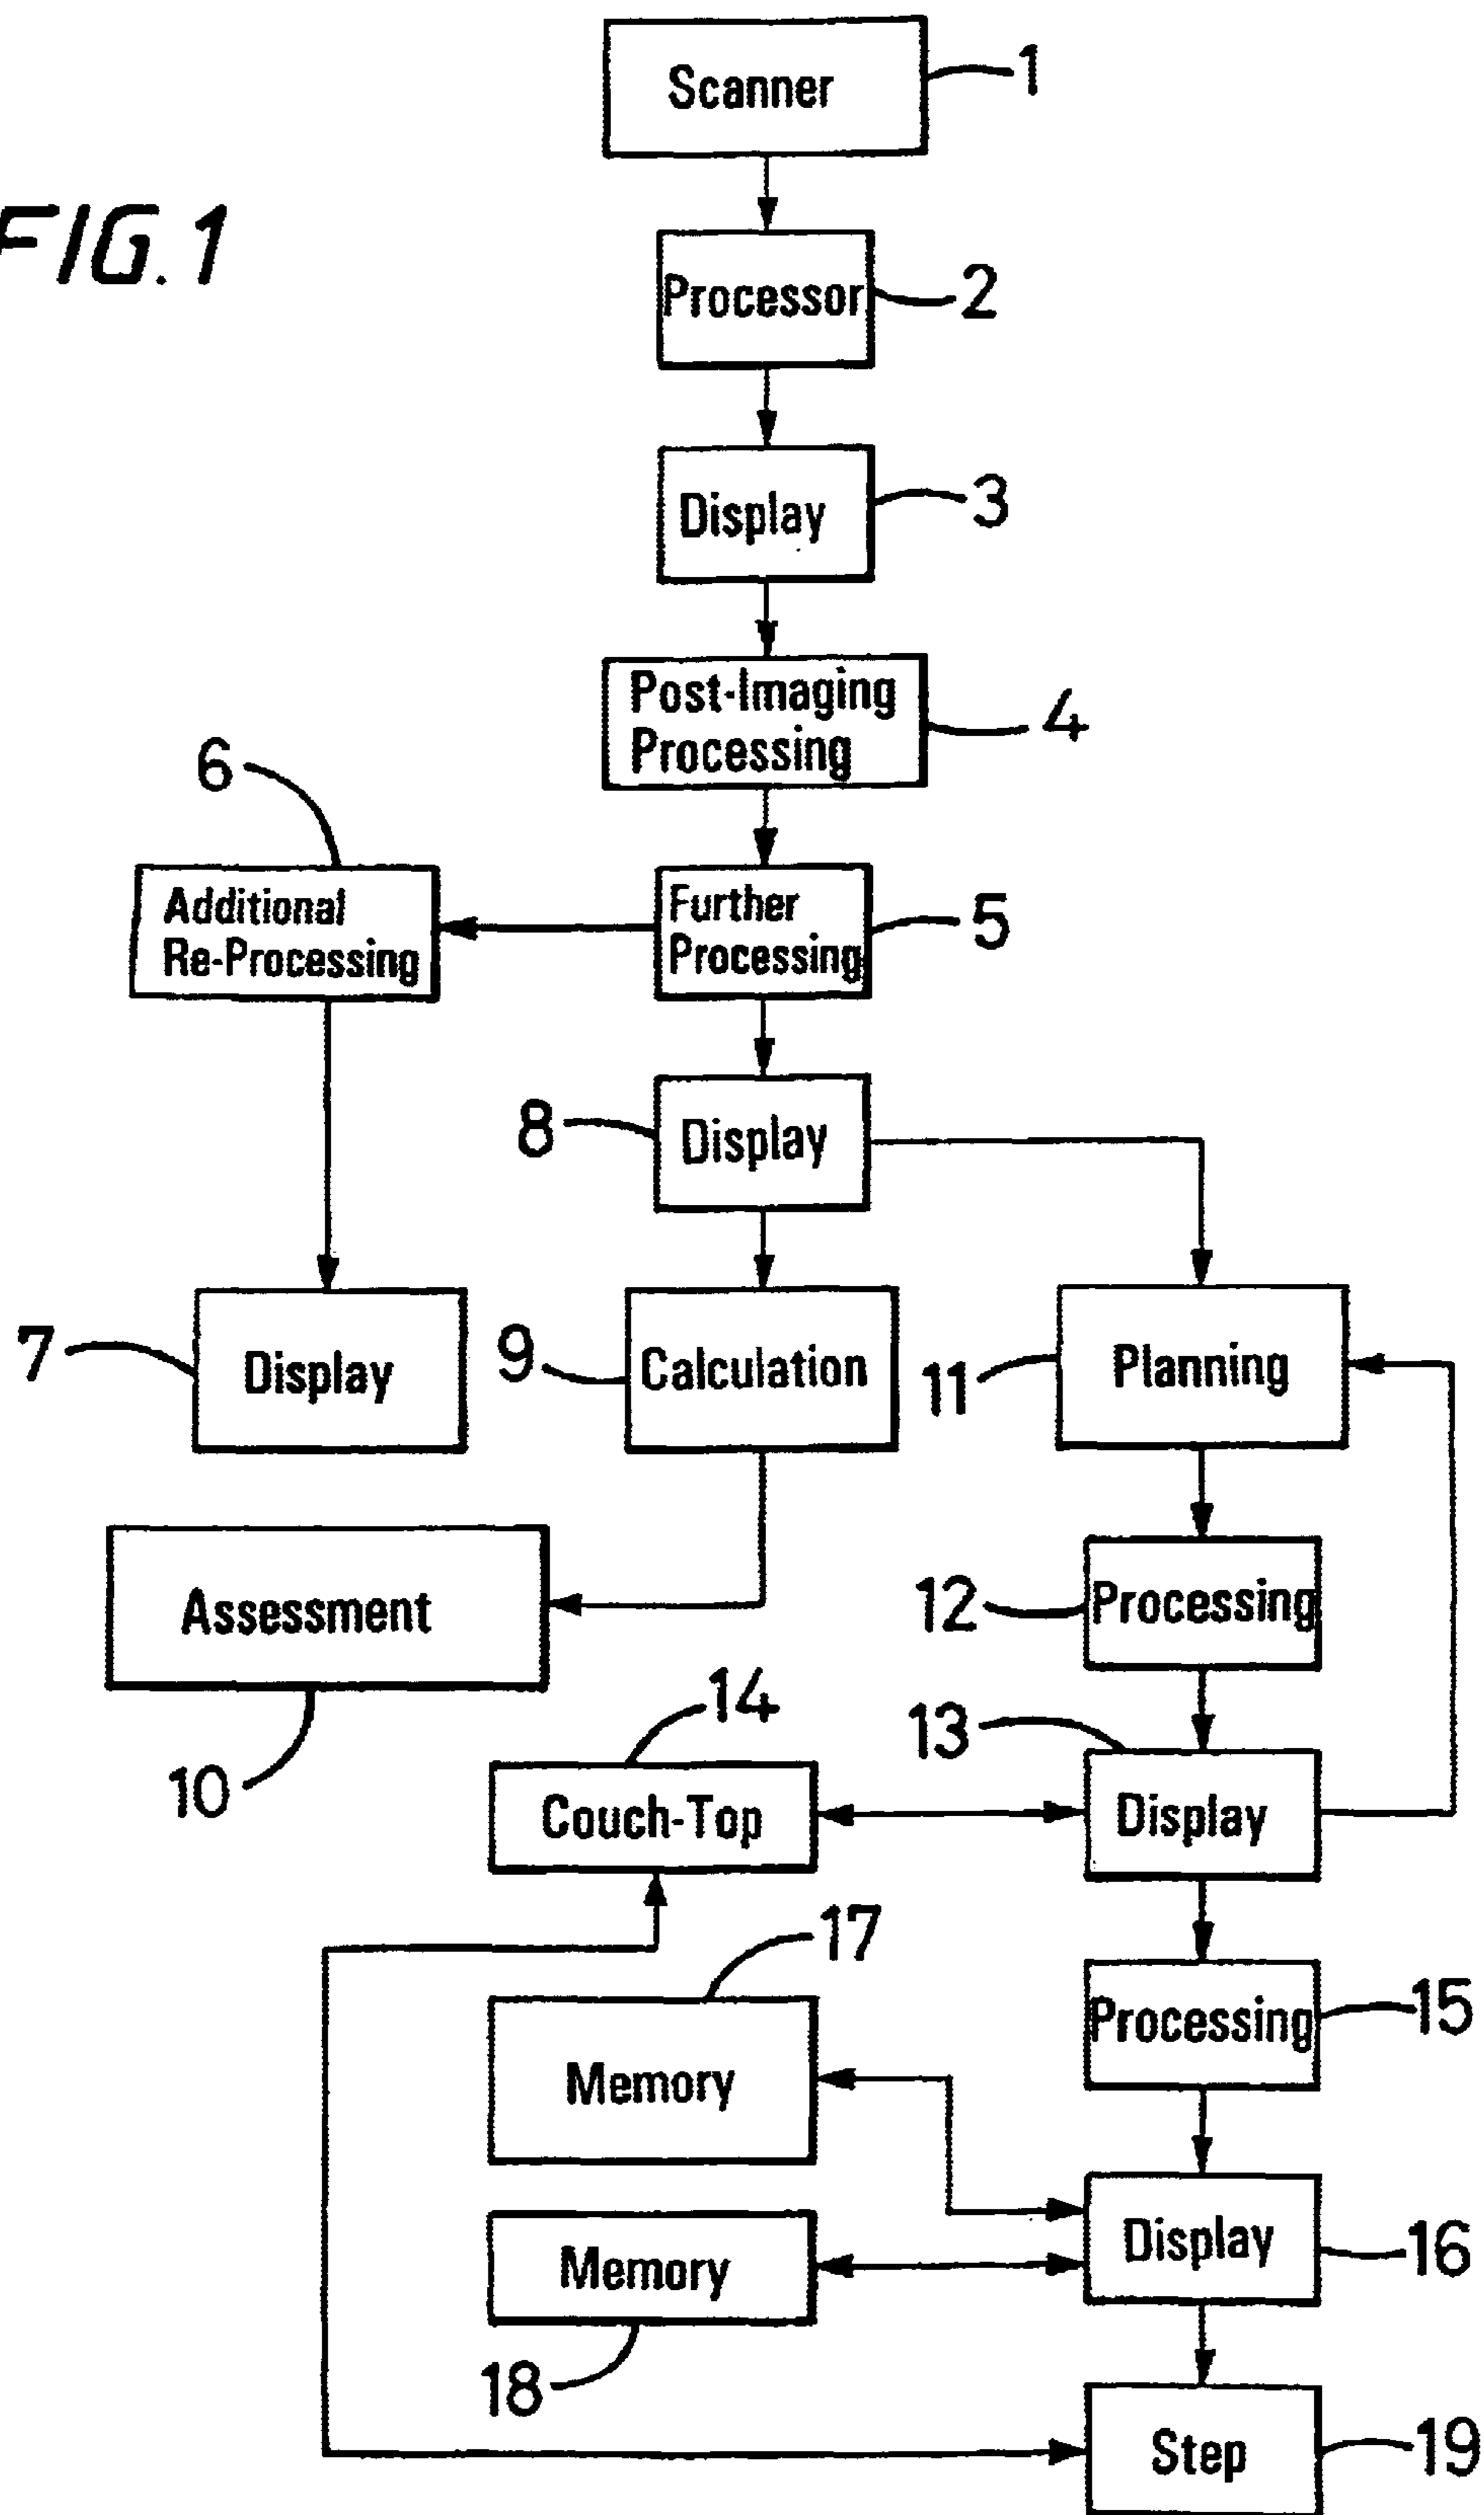 Scanner
1
FIG.1
Processor
2
Display
3
Post-Imaging
Processing
4
6
Additional
Re-Processing
Further
Processing
5
8
Display
7
Display
9
Calculation
11
Planning
Assessment
10
12
Processing
14
13
Couch-Top
Display
17
Memory
Processing
15
Memory
18
Display
16
Step
19